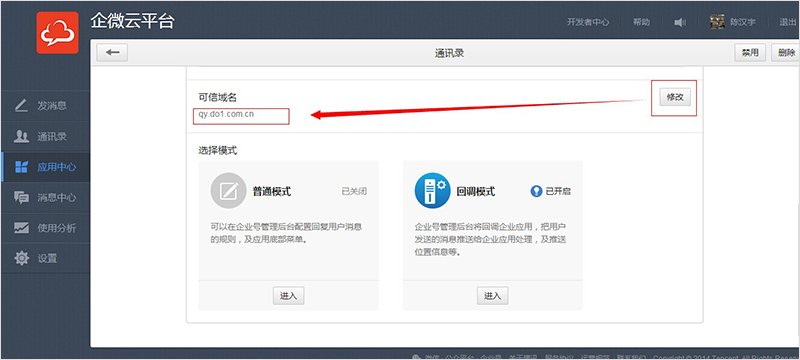 企微云平台
开发者中心 帮助 陈汉宇 退出
通讯录 禁用 删除
发消息
通讯录
应用中心
消息中心
使用分析
设置
可信域名 修改
qy.do1.com.cn
选择模式
普通模式 已关闭
可以在企业号管理后台配置回复用户消息
的规则，及应用底部菜单。
进入
回调模式 已开启
企业号管理后台将回调企业应用，把用户
发送的消息推送给企业应用处理，及推送
位置信息等。
进入